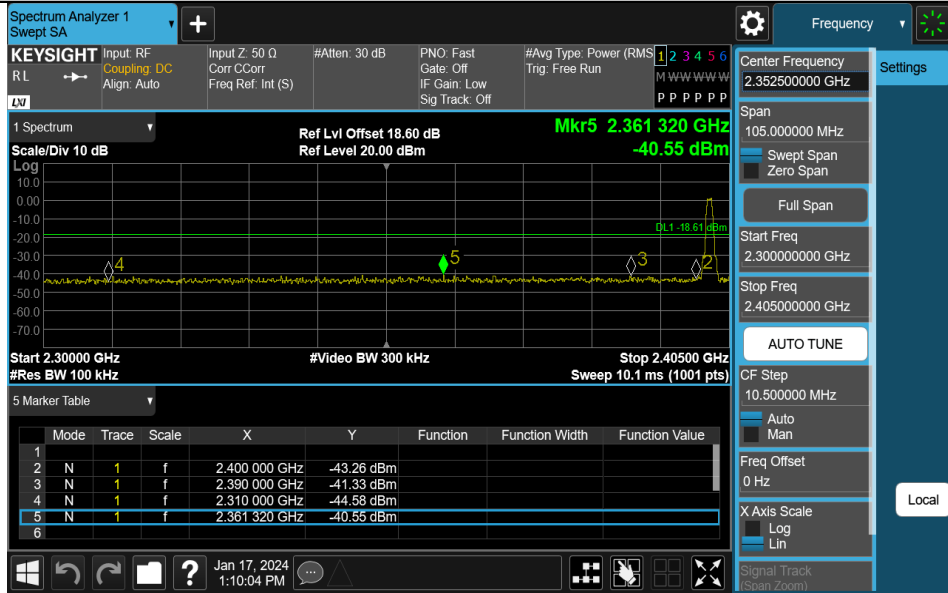 Spectrum Analyzer 1
Swept SA
+
Frequency
KEYSIGHT
RL
LXI
Input: RF
Coupling: DC
Align: Auto
Input Z: 50 Ω
Corr CCorr
Freq Ref: Int (S)
#Atten: 30 dB
PNO: Fast
Gate: Off
IF Gain: Low
Sig Track: Off
#Avg Type: Power (RMS
Trig: Free Run
1 2 3 4 5 6
M W W W W W
P P P P P P
1 Spectrum
Scale/Div 10 dB
Ref Lvl Offset 18.60 dB
Ref Level 20.00 dBm
Mkr5 2.361 320 GHz
-40.55 dBm
Log
10.0
0.00
-10.0
-20.0
-30.0
-40.0
-50.0
-60.0
-70.0
DL1 -18.61 dBm
4
5
3
2
Start 2.30000 GHz
#Video BW 300 kHz
Stop 2.40500 GHz
#Res BW 100 kHz
Sweep 10.1 ms (1001 pts)
5 Marker Table
Mode Trace Scale X Y Function Function Width Function Value
1
2 N 1 f 2.400 000 GHz -43.26 dBm
3 N 1 f 2.390 000 GHz -41.33 dBm
4 N 1 f 2.310 000 GHz -44.58 dBm
5 N 1 f 2.361 320 GHz -40.55 dBm
6
Center Frequency
2.352500000 GHz
Settings
Span
105.000000 MHz
Swept Span
Zero Span
Full Span
Start Freq
2.300000000 GHz
Stop Freq
2.405000000 GHz
AUTO TUNE
CF Step
10.500000 MHz
Auto
Man
Freq Offset
0 Hz
X Axis Scale
Log
Lin
Local
Signal Track
(Span Zoom)
?
Jan 17, 2024
1:10:04 PM